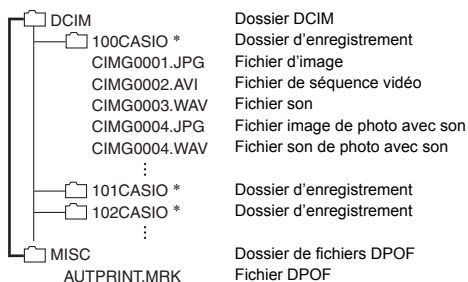 DCIM Dossier DCIM
100CASIO * Dossier d'enregistrement
CIMG0001.JPG Fichier d'image
CIMG0002.AVI Fichier de séquence vidéo
CIMG0003.WAV Fichier son
CIMG0004.JPG Fichier image de photo avec son
CIMG0004.WAV Fichier son de photo avec son
101CASIO * Dossier d'enregistrement
102CASIO * Dossier d'enregistrement
MISC Dossier de fichiers DPOF
AUTPRINT.MRK Fichier DPOF